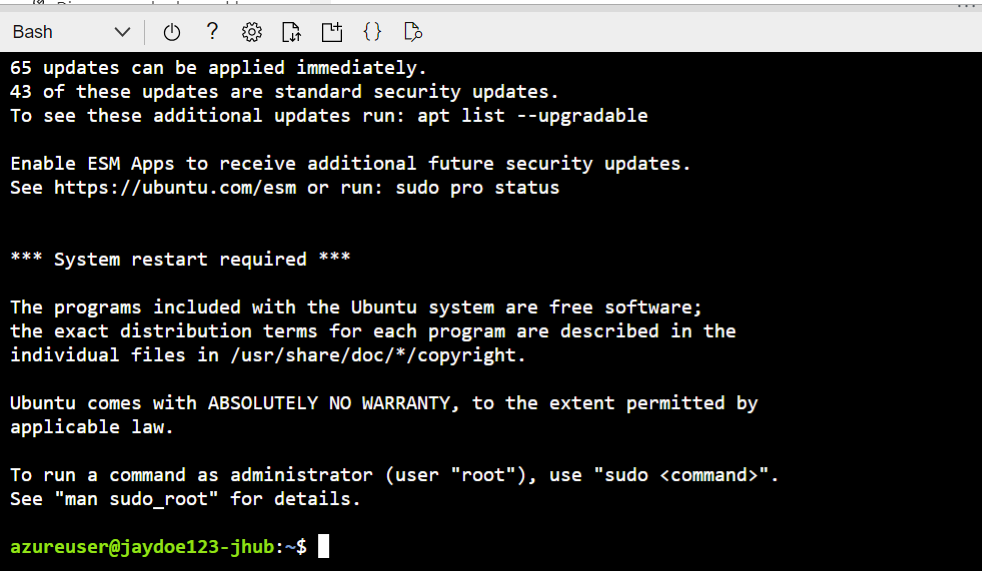 Bash
?
{}
65 updates can be applied immediately.
43 of these updates are standard security updates.
To see these additional updates run: apt list --upgradable
Enable ESM Apps to receive additional future security updates.
See https://ubuntu.com/esm or run: sudo pro status
*** System restart required ***
The programs included with the Ubuntu system are free software;
the exact distribution terms for each program are described in the
individual files in /usr/share/doc/*/copyright.
Ubuntu comes with ABSOLUTELY NO WARRANTY, to the extent permitted by
applicable law.
To run a command as administrator (user "root"), use "sudo <command>".
See "man sudo_root" for details.
azureuser@jaydoe123-jhub:~$